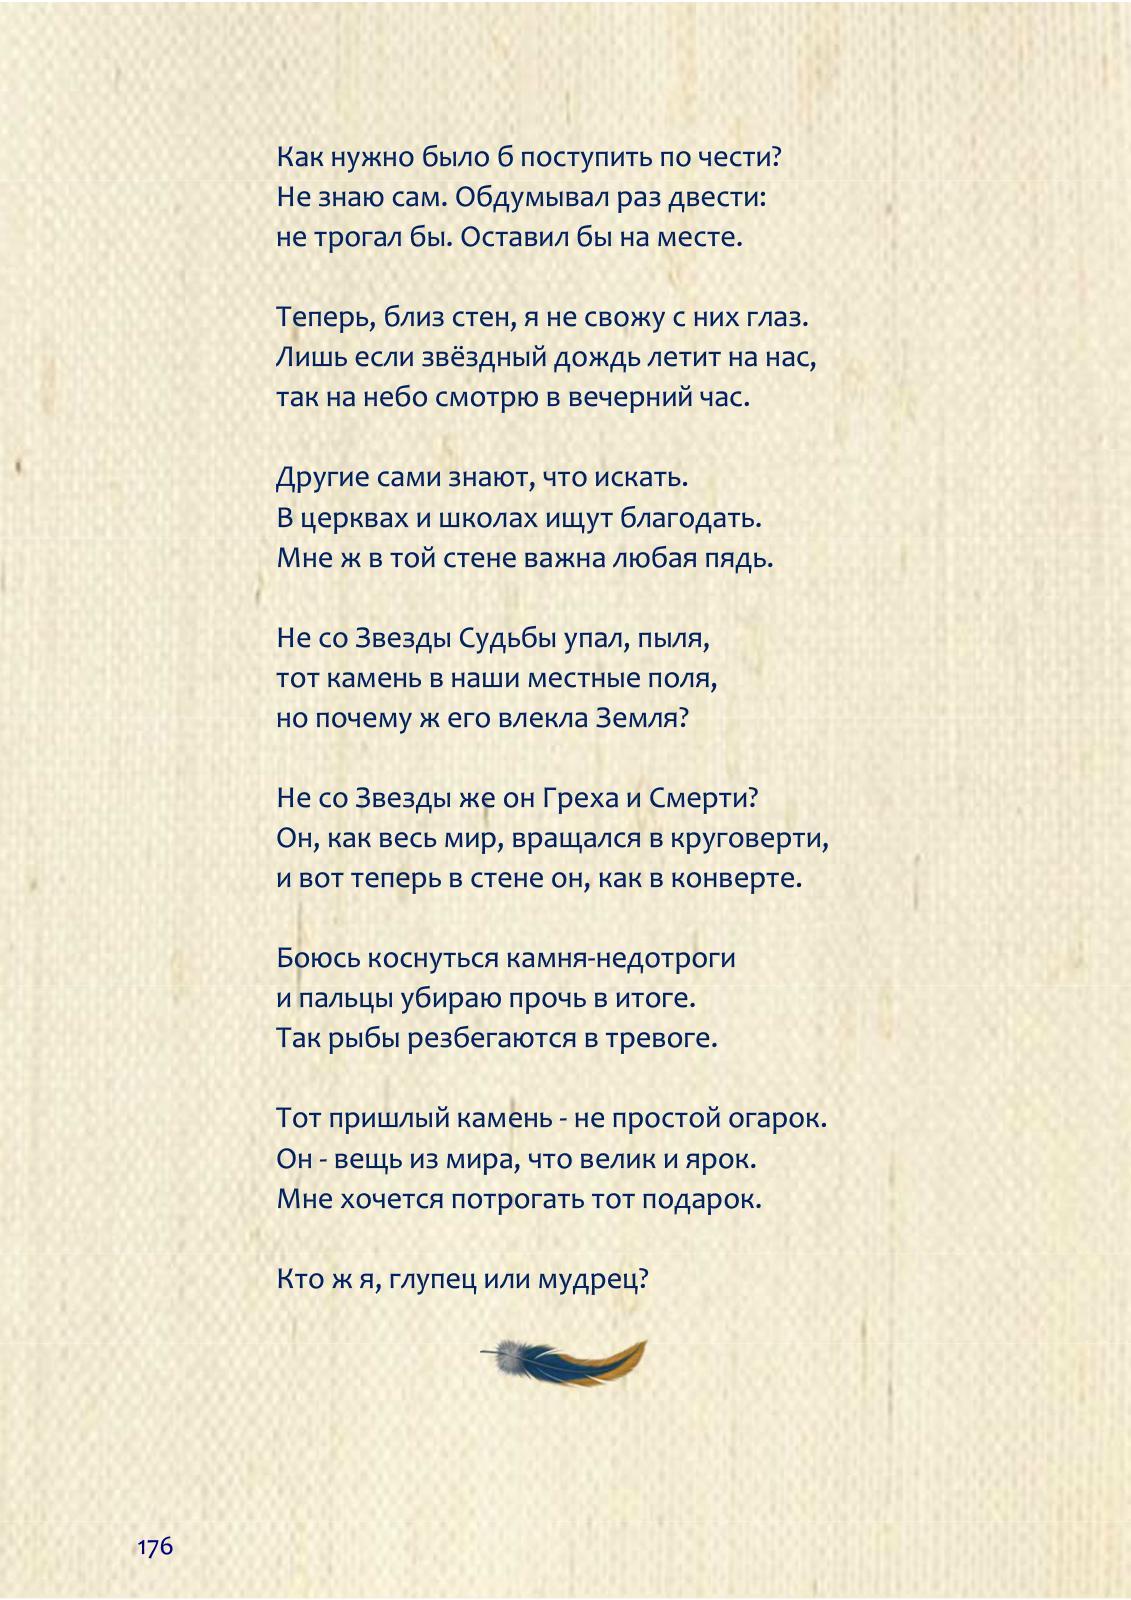 Как нужно было б поступить по чести?
Не знаю сам. Обдумывал раз двести:
не трогал бы. Оставил бы на месте.
Теперь, близ стен, я не свожу с них глаз.
Лишь если звёздный дождь летит на нас,
так на небо смотрю в вечерний час.
Другие сами знают, что искать.
В церквах и школах ищут благодать.
Мне ж в той стене важна любая пядь.
Не со Звезды Судьбы упал, пыля,
тот камень в наши местные поля,
но почему ж его влекла Земля?
Не со Звезды же он Греха и Смерти?
Он, как весь мир, вращался в круговерти,
и вот теперь в стене он, как в конверте.
Боюсь коснуться камня-недотроги
и пальцы убираю прочь в итоге.
Так рыбы резбегаются в тревоге.
Тот пришлый камень - не простой огарок.
Он - вещь из мира, что велик и ярок.
Мне хочется потрогать тот подарок.
Кто ж я, глупец или мудрец?
176